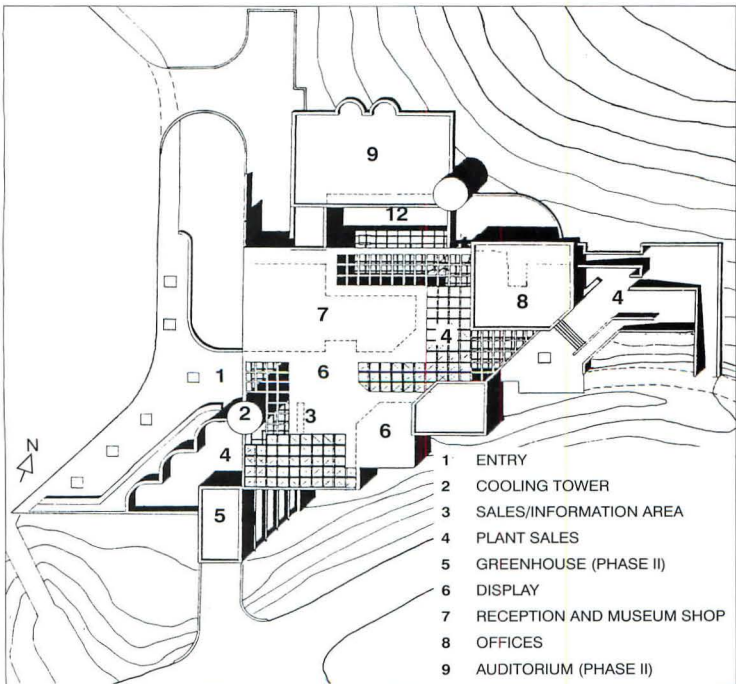 9
12
8
4
7
4
1
6
2
3
6
4
5
N
1 ENTRY
2 COOLING TOWER
3 SALES/INFORMATION AREA
4 PLANT SALES
5 GREENHOUSE (PHASE II)
6 DISPLAY
7 RECEPTION AND MUSEUM SHOP
8 OFFICES
9 AUDITORIUM (PHASE II)